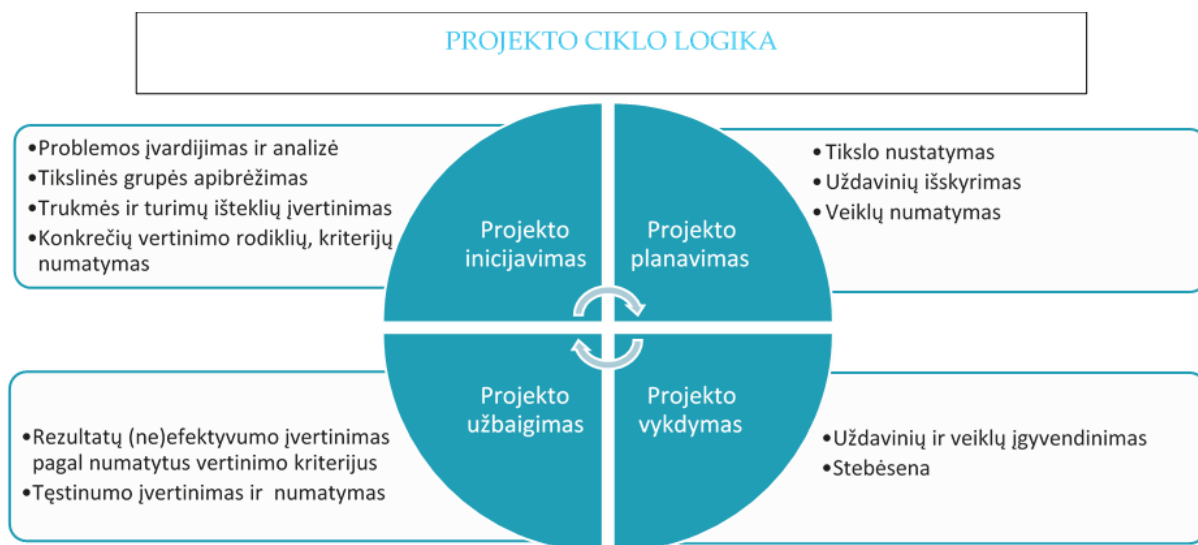 PROJEKTO CIKLO LOGIKA
•Problemos įvardijimas ir analizė
•Tikslinės grupės apibrėžimas
•Trukmės ir turimų išteklių įvertinimas
•Konkrečių vertinimo rodiklių, kriterijų
numatymas
Projekto
inicijavimas
Projekto
planavimas
•Tikslo nustatymas
•Uždavinių išskyrimas
•Veiklų numatymas
•Rezultatų (ne)efektyvumo įvertinimas
pagal numatytus vertinimo kriterijus
•Tęstinumo įvertinimas ir numatymas
Projekto
užbaigimas
Projekto
vykdymas
•Uždavinių ir veiklų įgyvendinimas
•Stebėsena